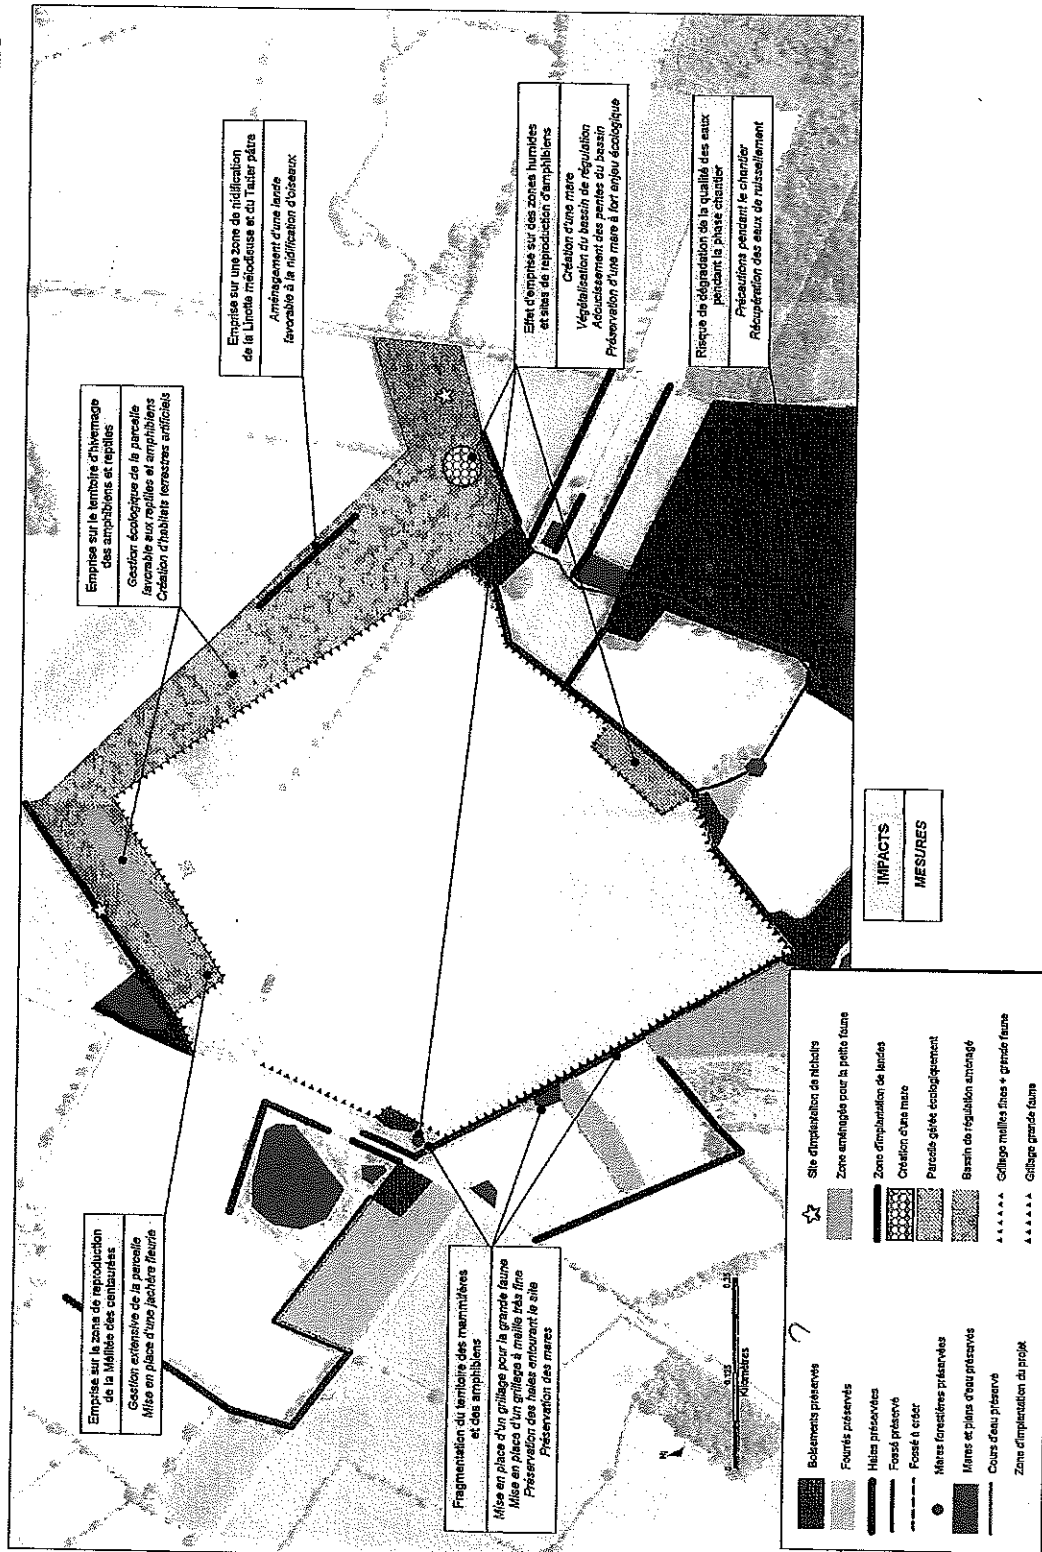 Emprise sur la zone de reproduction
de la Mélitée des centaurées
Gestion extensive de la parcelle
Mise en place d'une jachère fleurie
Emprise sur le territoire d'hivernage
des amphibiens et reptiles
Gestion écologique de la parcelle
favorable aux reptiles et amphibiens
Création d'habitats terrestres artificiels
Emprise sur une zone de nidification
de la Linotte mélodieuse et du Tarier pâtre
Aménagement d'une lande
favorable à la nidification d'oiseaux
Fragmentation du territoire des mammifères
et des amphibiens
Mise en place d'un grillage pour la grande faune
Mise en place d'un grillage à maille très fine
Préservation des haies entourant le site
Préservation des mares
Effet d'emprise sur des zones humides
et sites de reproduction d'amphibiens
Création d'une mare
Végétalisation du bassin de régulation
Adoucissement des pentes du bassin
Préservation d'une mare à fort enjeu écologique
Risque de dégradation de la qualité des eaux
pendant la phase chantier
Précautions pendant le chantier
Récupération des eaux de ruissellement
N
0 0.125 0.25
Kilomètres
IMPACTS
MESURES
Boisements préservés
Fourrés préservés
Haies préservées
Fossé préservé
Fossé à créer
Mares forestières préservées
Mares et plans d'eau préservés
Cours d'eau préservé
Zone d'implantation du projet
Site d'implantation de nichoirs
Zone aménagée pour la petite faune
Zone d'implantation de landes
Création d'une mare
Parcelle gérée écologiquement
Bassin de régulation aménagé
Grillage mailles fines + grande faune
Grillage grande faune